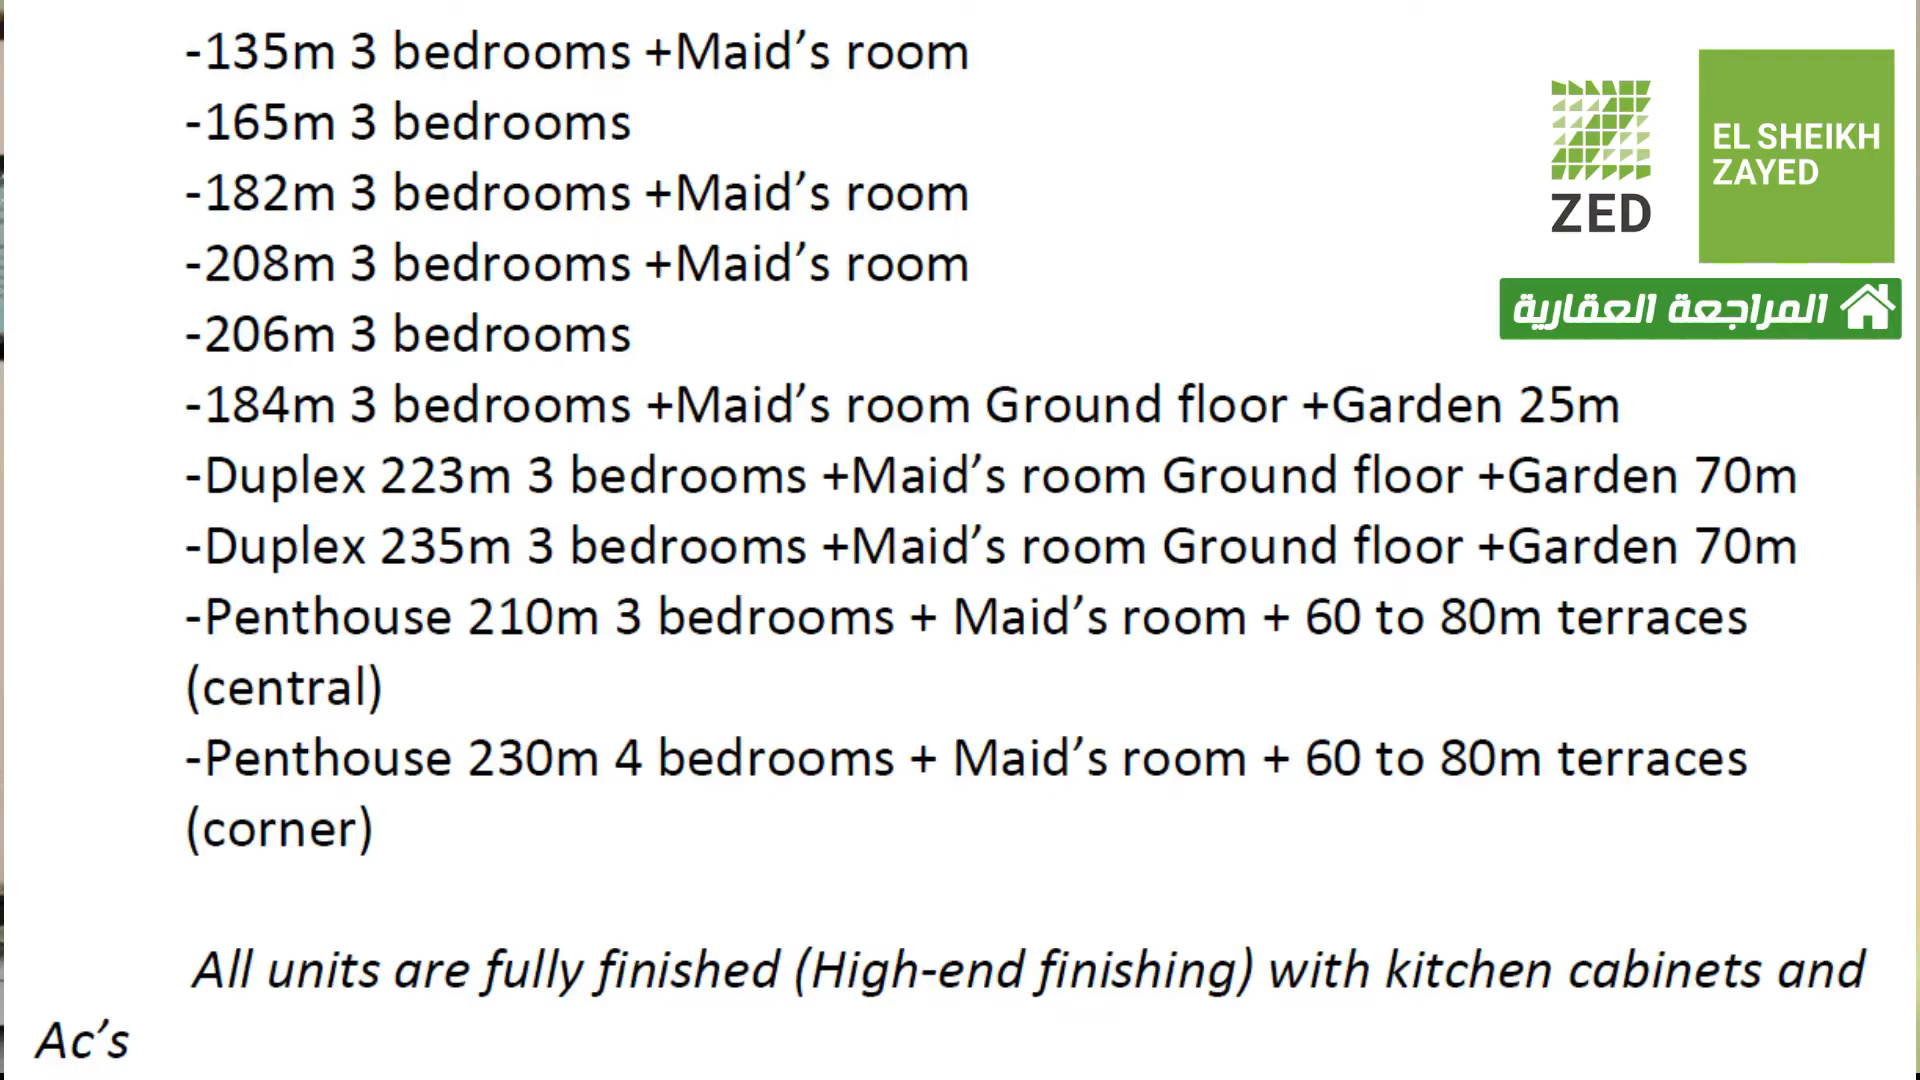 -135m 3 bedrooms +Maid’s room
-165m 3 bedrooms
-182m 3 bedrooms +Maid’s room
-208m 3 bedrooms +Maid’s room
-206m 3 bedrooms
-184m 3 bedrooms +Maid’s room Ground floor +Garden 25m
-Duplex 223m 3 bedrooms +Maid’s room Ground floor +Garden 70m
-Duplex 235m 3 bedrooms +Maid’s room Ground floor +Garden 70m
-Penthouse 210m 3 bedrooms + Maid’s room + 60 to 80m terraces
(central)
-Penthouse 230m 4 bedrooms + Maid’s room + 60 to 80m terraces
(corner)
All units are fully finished (High-end finishing) with kitchen cabinets and
Ac’s
ZED
EL SHEIKH
ZAYED
المراجعة العقارية